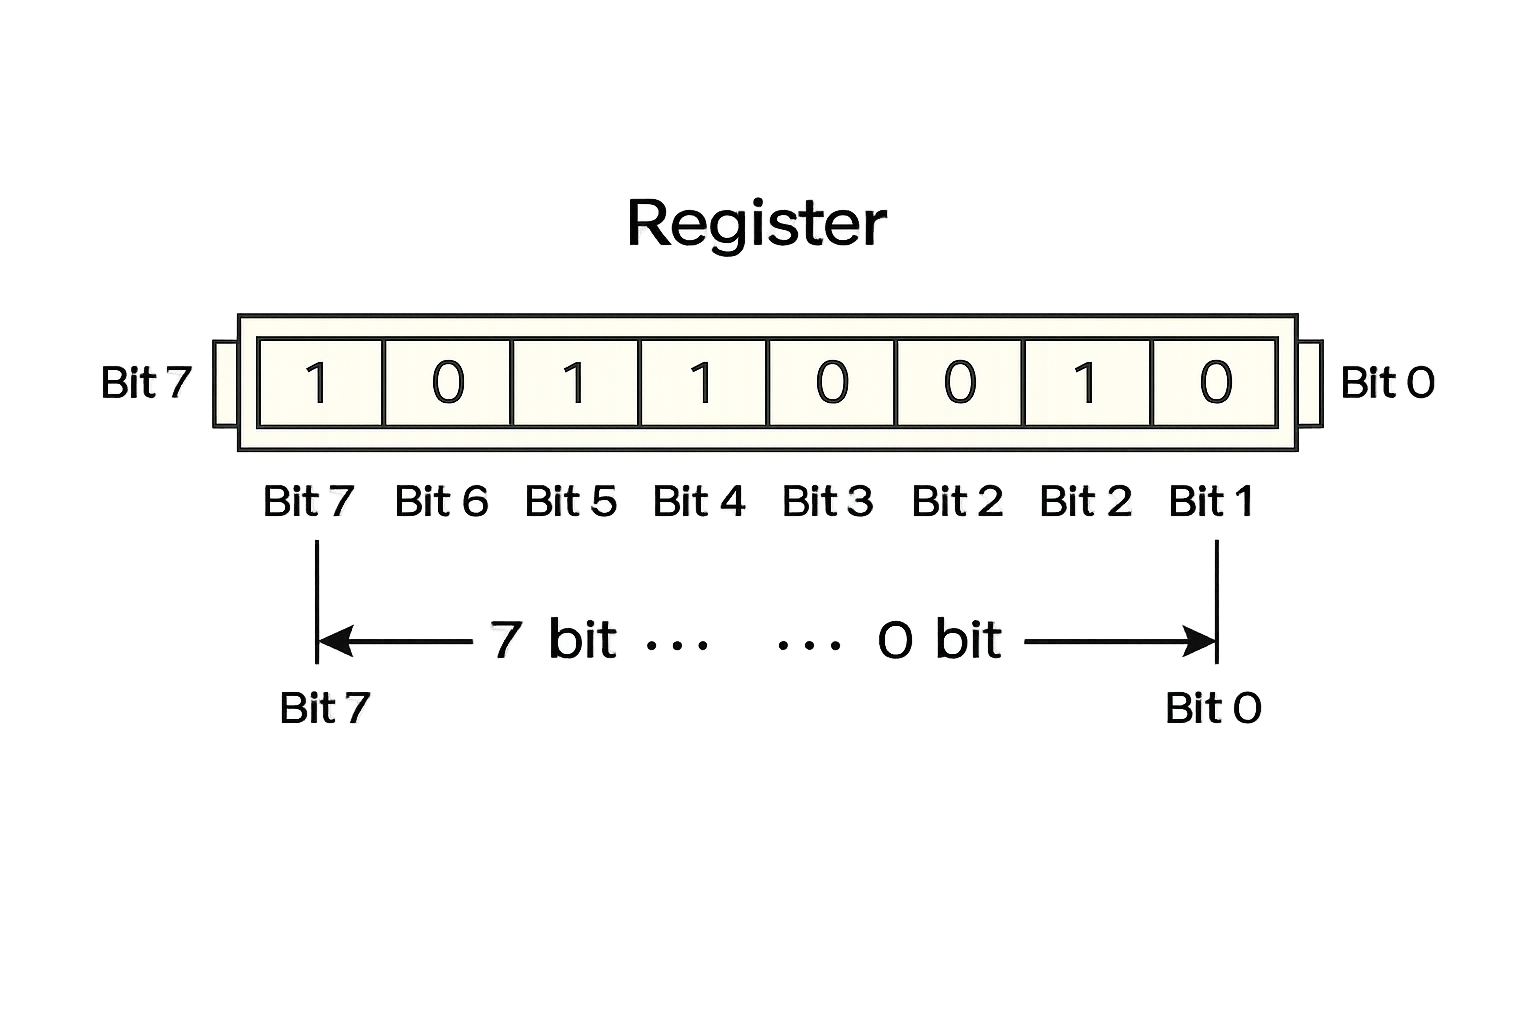 Register
Bit 7 1 0 1 1 0 0 1 0 Bit 0
Bit 7 Bit 6 Bit 5 Bit 4 Bit 3 Bit 2 Bit 2 Bit 1
7 bit ... ... 0 bit
Bit 7 Bit 0